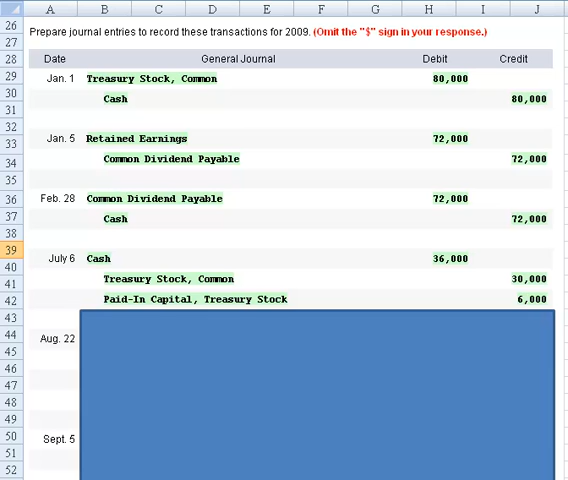 A B C D E F G H I J
26 Prepare journal entries to record these transactions for 2009. (Omit the "$" sign in your response.)
27
28 Date General Journal Debit Credit
29 Jan. 1 Treasury Stock, Common 80,000
30 Cash 80,000
31
32
33 Jan. 5 Retained Earnings 72,000
34 Common Dividend Payable 72,000
35
36 Feb. 28 Common Dividend Payable 72,000
37 Cash 72,000
38
39 July 6 Cash 36,000
40
41 Treasury Stock, Common 30,000
42 Paid-In Capital, Treasury Stock 6,000
43
44 Aug. 22
45
46
47
48
49
50 Sept. 5
51
52